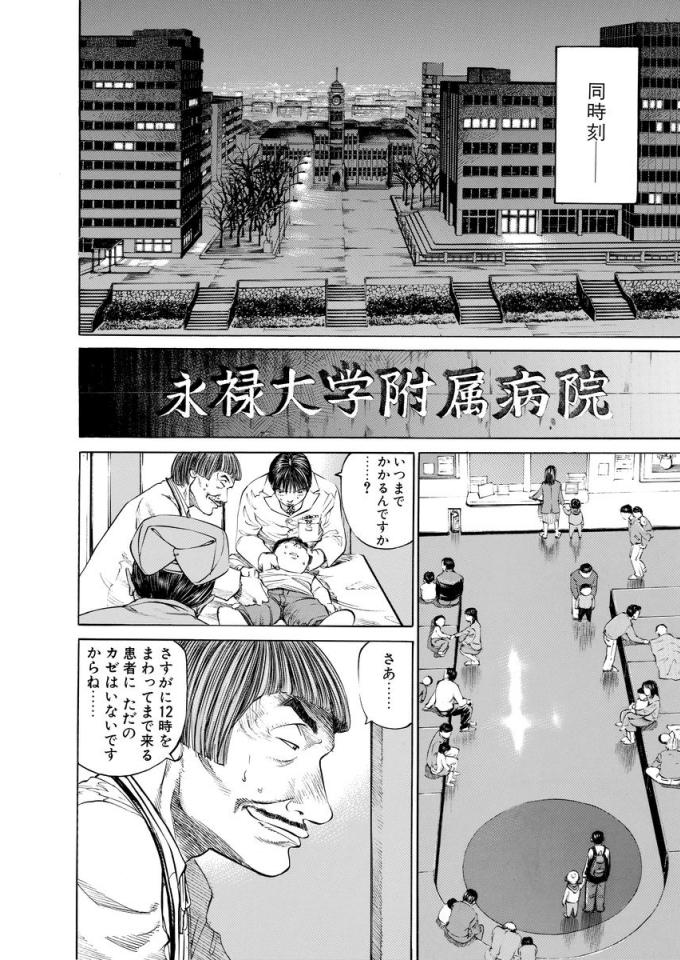 同時刻――
永禄大学附属病院
いつまで
かかるんですか
……?
さあ……
さすがに12時を
まわってまで来る
患者に ただの
カゼはいないです
からね……